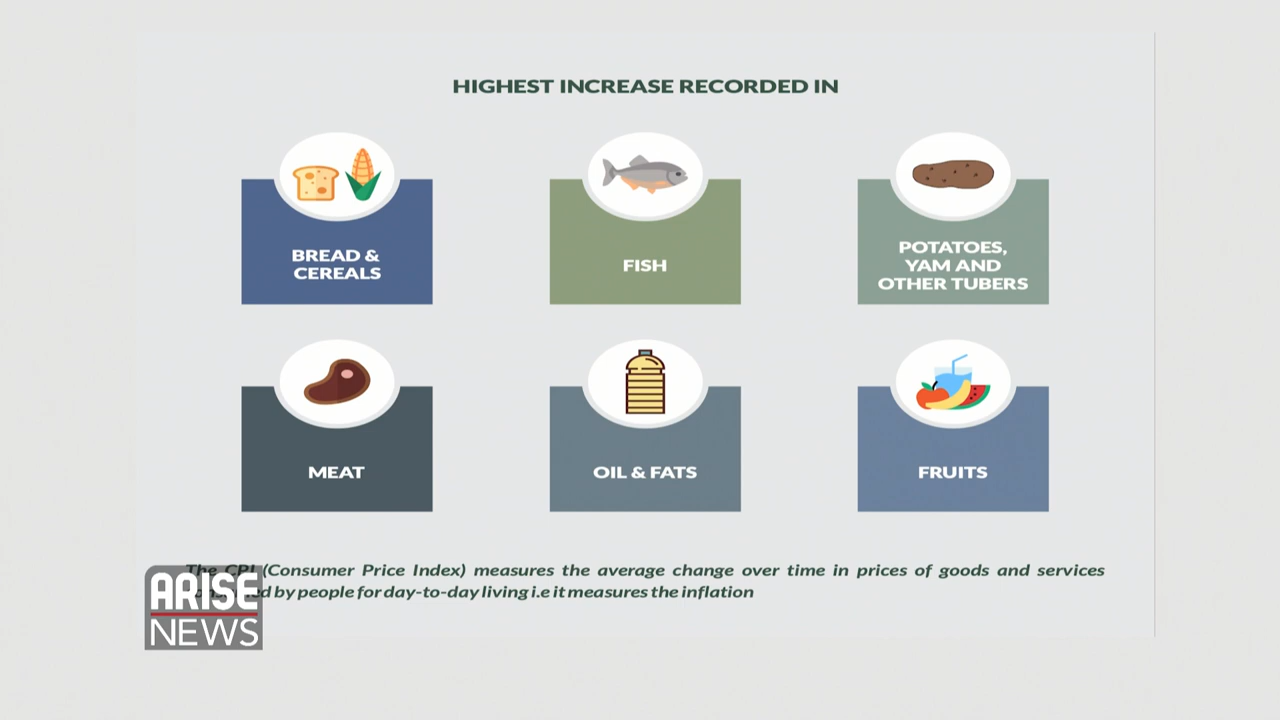 HIGHEST INCREASE RECORDED IN
BREAD &
CEREALS
FISH
POTATOES,
YAM AND
OTHER TUBERS
MEAT
OIL & FATS
FRUITS
The CPI (Consumer Price Index) measures the average change over time in prices of goods and services
by people for day-to-day living i.e it measures the inflation
ARISE
NEWS